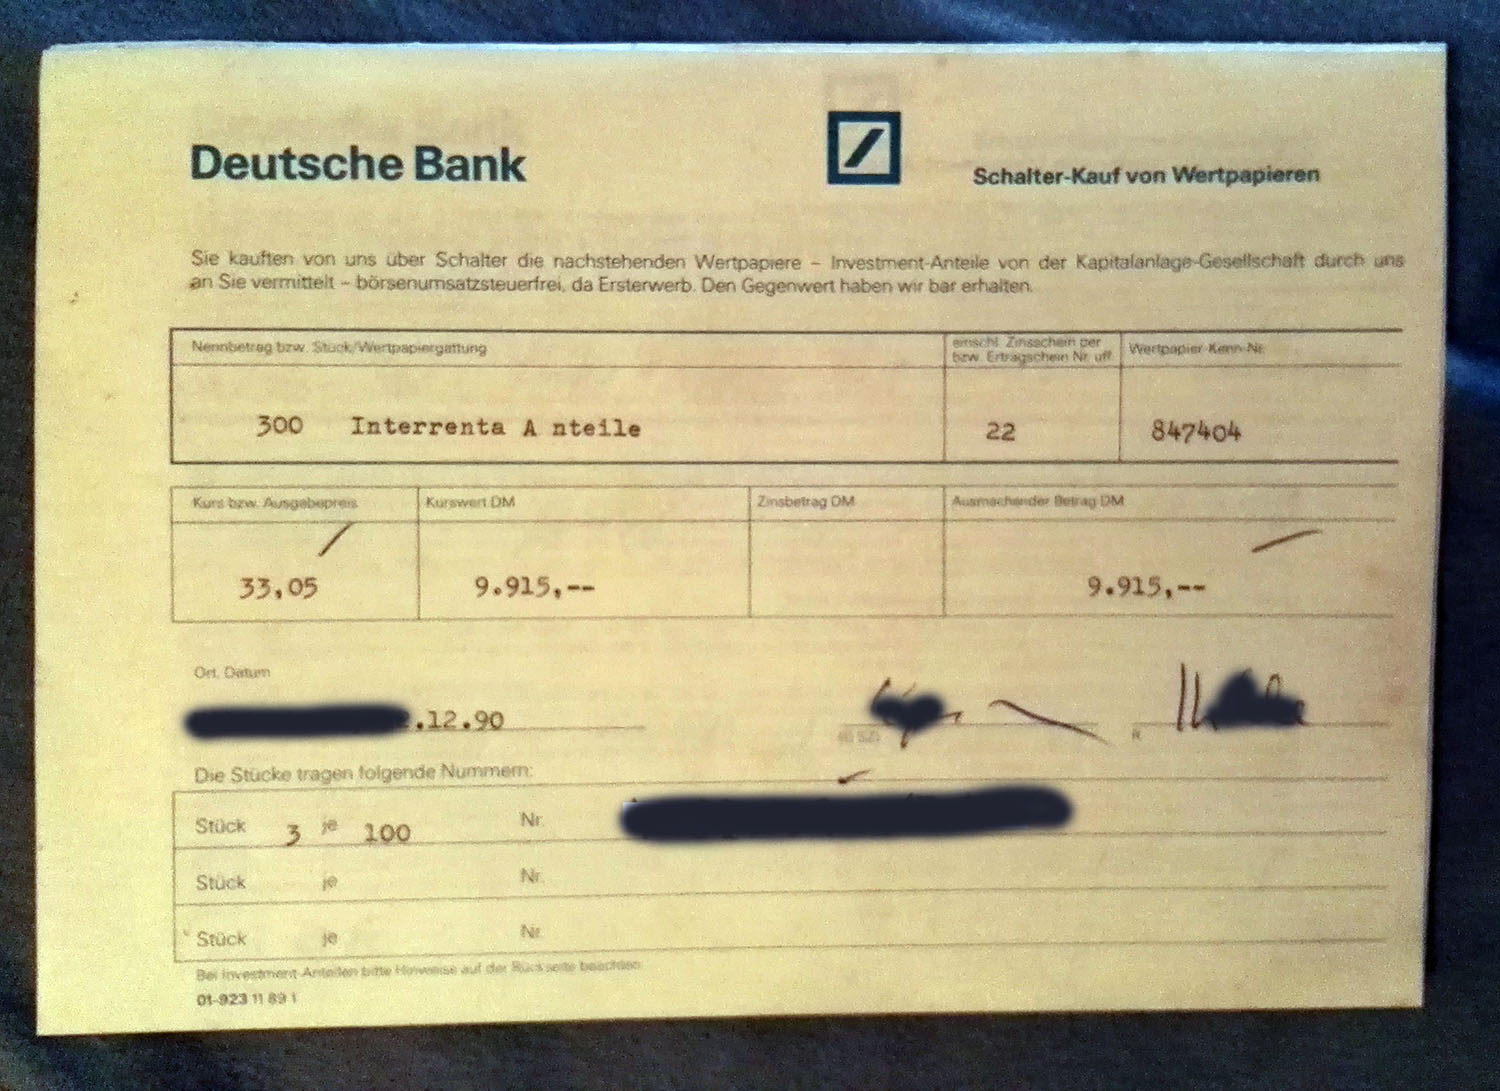 Deutsche Bank
Schalter-Kauf von Wertpapieren
Sie kauften von uns über Schalter die nachstehenden Wertpapiere – Investment-Anteile von der Kapitalanlage-Gesellschaft durch uns
an Sie vermittelt – börsenumsatzsteuerfrei, da Ersterwerb. Den Gegenwert haben wir bar erhalten.
Nennbetrag bzw. Stück/Wertpapiergattung
einschl. Zinsschein per
bzw. Ertragschein Nr. uff.
Wertpapier-Kenn-Nr.
300 Interrenta A nteile
22
847404
Kurs bzw. Ausgabepreis
Kurswert DM
Zinsbetrag DM
Ausmachender Betrag DM
33,05
9.915,--
9.915,--
Ort, Datum
.12.90
Die Stücke tragen folgende Nummern:
Stück 3 je 100 Nr.
Stück je Nr.
Stück je Nr.
Bei Investment-Anteilen bitte Hinweise auf der Rückseite beachten
01-923 11 89 1